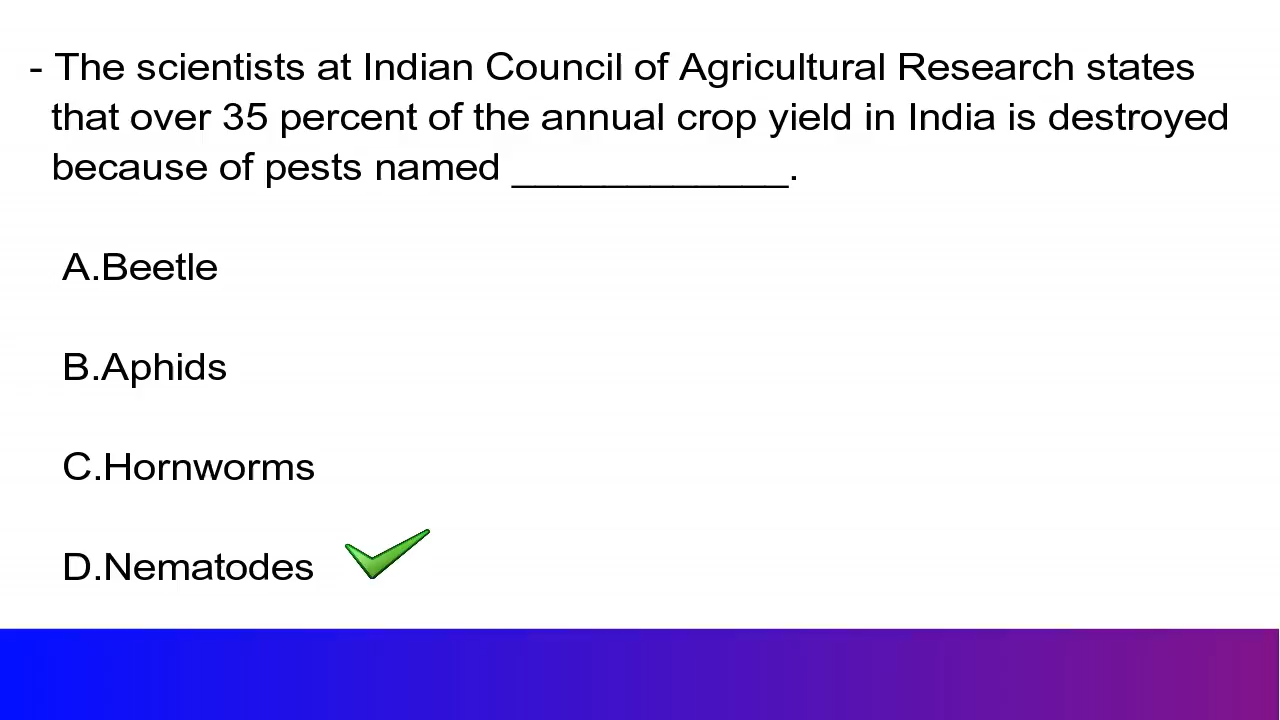 - The scientists at Indian Council of Agricultural Research states
that over 35 percent of the annual crop yield in India is destroyed
because of pests named ____________.
A.Beetle
B.Aphids
C.Hornworms
D.Nematodes